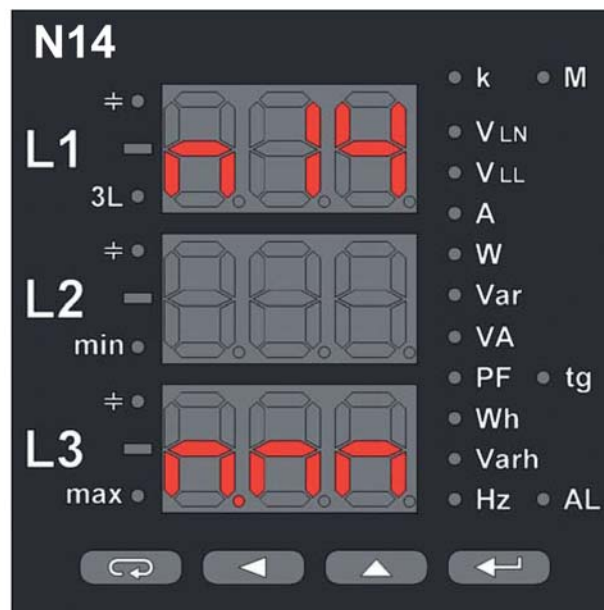 N14
k M
L1 n14
VLN
VLL
3L
A
W
L2
Var
min
VA
PF tg
L3 n.nn
Wh
Varh
max
Hz AL